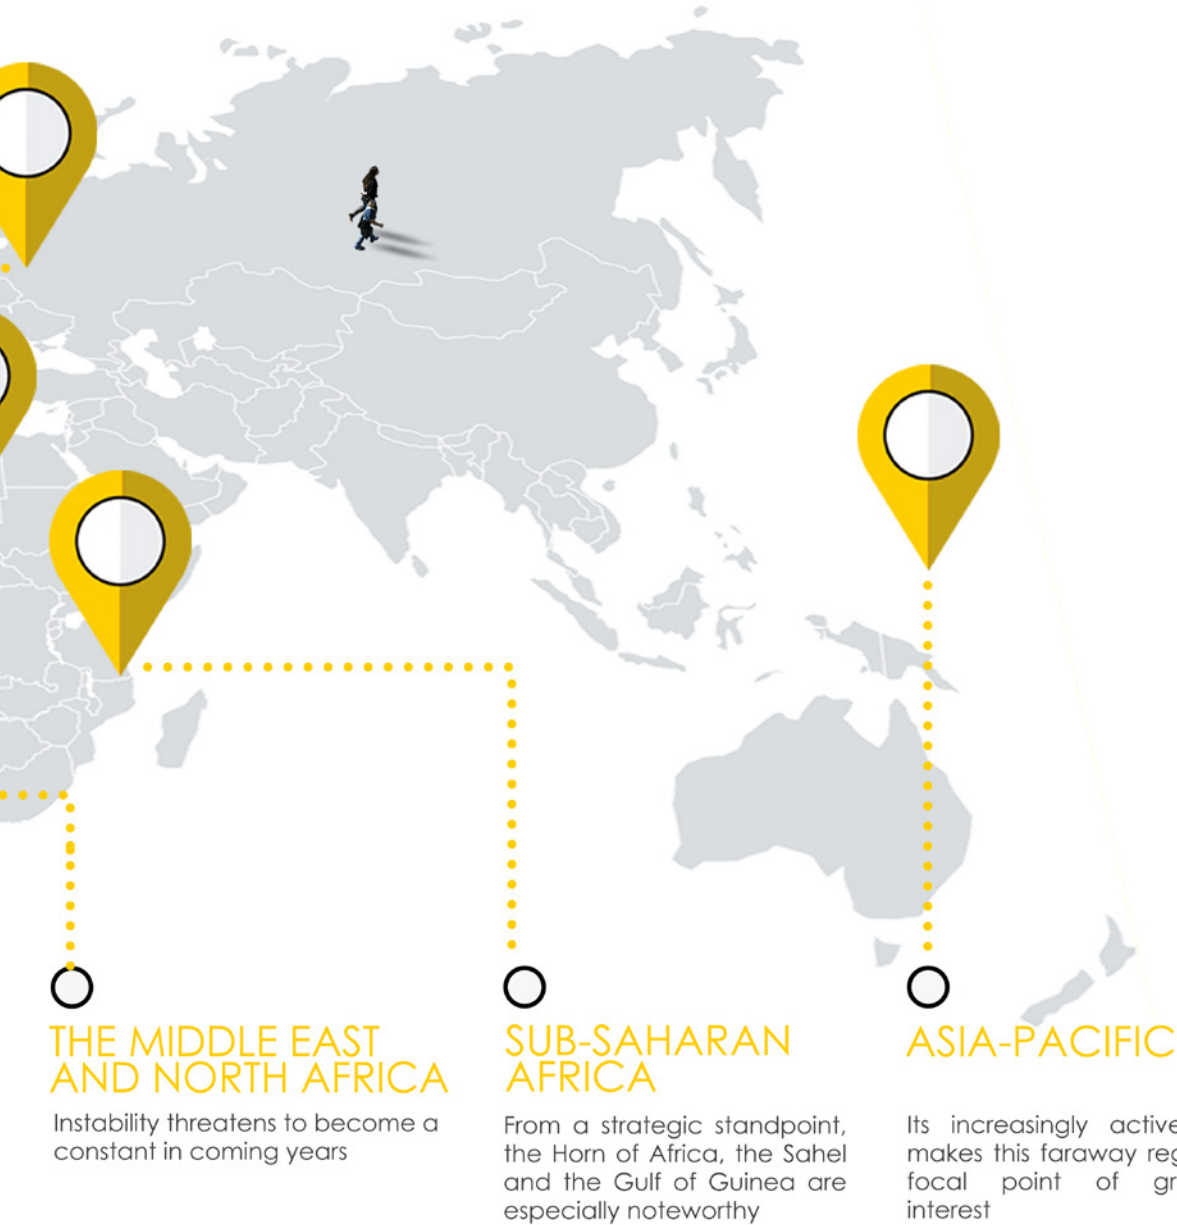 THE MIDDLE EAST
AND NORTH AFRICA
Instability threatens to become a
constant in coming years
SUB-SAHARAN
AFRICA
From a strategic standpoint,
the Horn of Africa, the Sahel
and the Gulf of Guinea are
especially noteworthy
ASIA-PACIFIC
Its increasingly active
makes this faraway reg
focal point of gr
interest